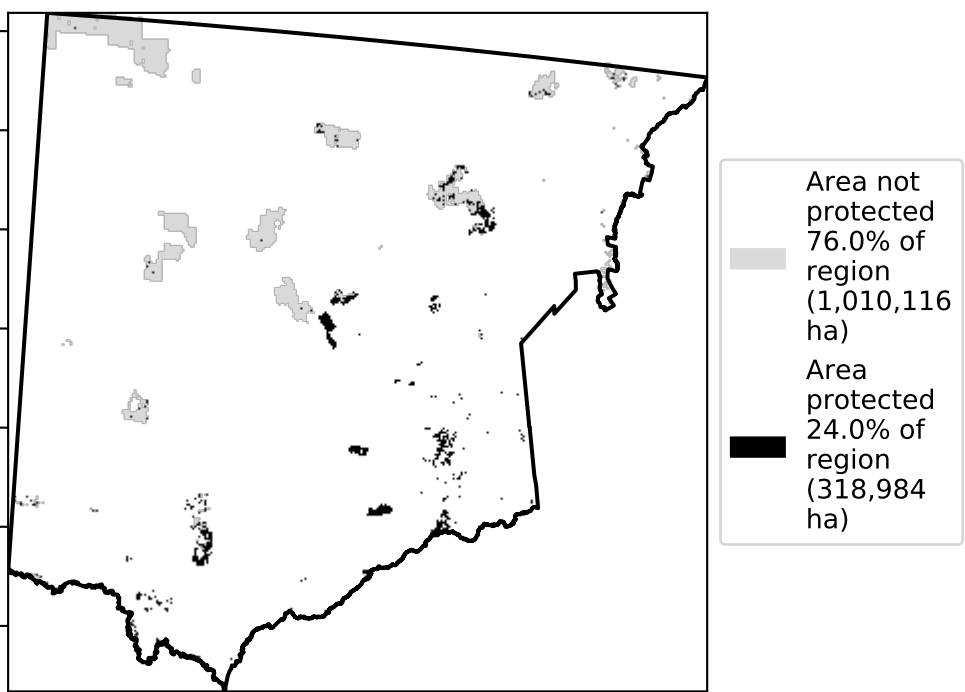 Area not
protected
76.0% of
region
(1,010,116
ha)
Area
protected
24.0% of
region
(318,984
ha)